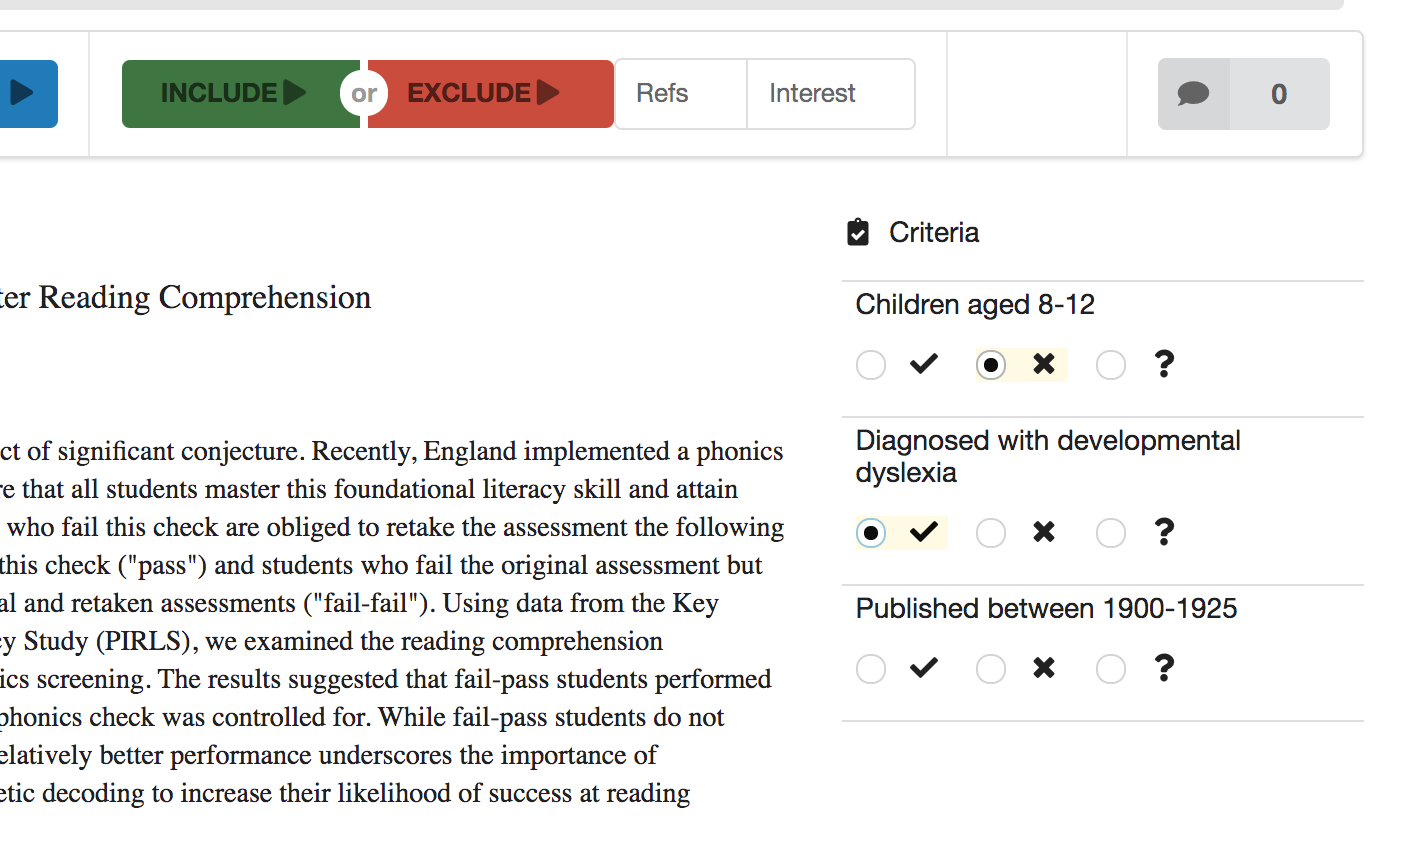 INCLUDE or EXCLUDE Refs Interest 0
Criteria
ter Reading Comprehension
Children aged 8-12
?
ct of significant conjecture. Recently, England implemented a phonics
re that all students master this foundational literacy skill and attain
who fail this check are obliged to retake the assessment the following
this check ("pass") and students who fail the original assessment but
al and retaken assessments ("fail-fail"). Using data from the Key
cy Study (PIRLS), we examined the reading comprehension
ics screening. The results suggested that fail-pass students performed
phonics check was controlled for. While fail-pass students do not
elatively better performance underscores the importance of
etic decoding to increase their likelihood of success at reading
Diagnosed with developmental
dyslexia
?
Published between 1900-1925
?